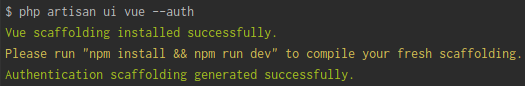 $ php artisan ui vue --auth
Vue scaffolding installed successfully.
Please run "npm install && npm run dev" to compile your fresh scaffolding.
Authentication scaffolding generated successfully.